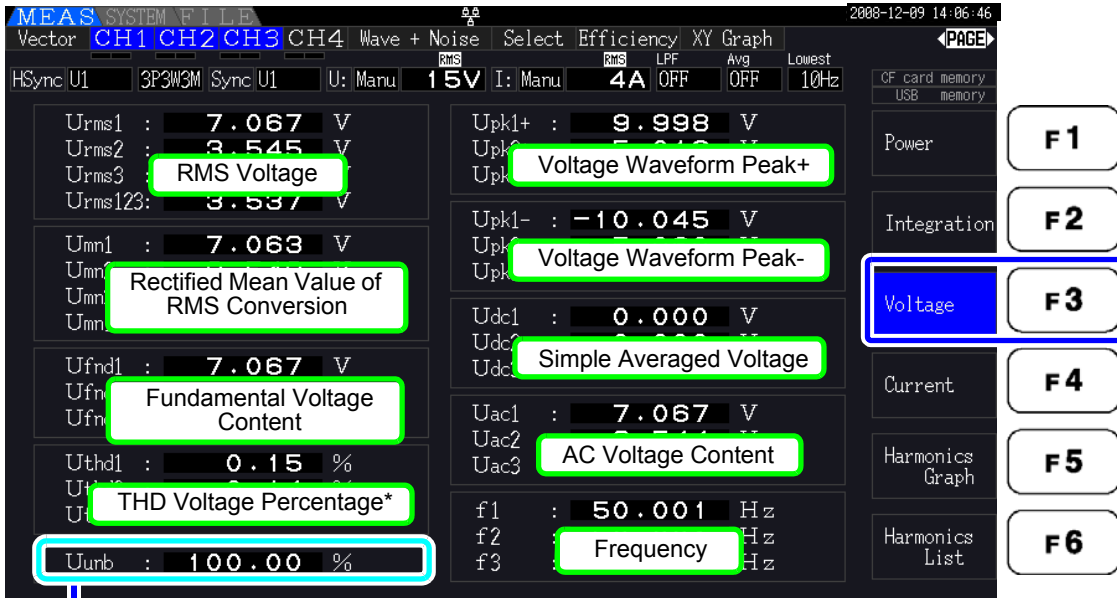 MEAS SYSTEM FILE 2008-12-09 14:06:46
Vector CH1 CH2 CH3 CH4 Wave + Noise Select Efficiency XY Graph PAGE
RMS RMS LPF Avg Lowest
HSync U1 3P3W3M Sync U1 U: Manu 15V I: Manu 4A OFF OFF 10Hz
CF card memory
USB memory
Urms1 : 7.067 V
Urms2 : 3.545 V
Urms3 :
RMS Voltage
Urms123: 3.537 V
Umn1 : 7.063 V
Rectified Mean Value of
RMS Conversion
Ufnd1 : 7.067 V
Fundamental Voltage
Content
Uthd1 : 0.15 %
THD Voltage Percentage*
Uunb : 100.00 %
Upk1+ : 9.998 V
Voltage Waveform Peak+
Upk1- : -10.045 V
Voltage Waveform Peak-
Udc1 : 0.000 V
Simple Averaged Voltage
Uac1 : 7.067 V
Uac2
Uac3
AC Voltage Content
f1 : 50.001 Hz
f2 Hz
f3 Hz
Frequency
Power
F1
Integration
F2
Voltage
F3
Current
F4
Harmonics
Graph
F5
Harmonics
List
F6